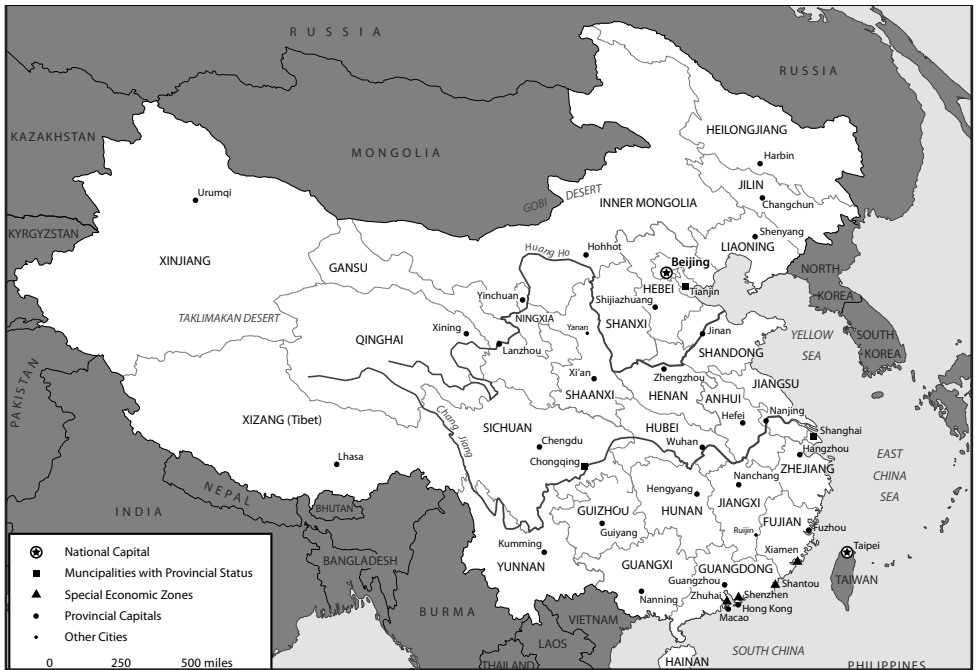 RUSSIA
RUSSIA
KAZAKHSTAN
MONGOLIA
HEILONGJIANG
Harbin
JILIN
Changchun
Urumqi
GOBI DESERT
INNER MONGOLIA
Shenyang
LIAONING
KYRGYZSTAN
XINJIANG
GANSU
Huang Ho
Hohhot
Beijing
HEBEI
Tianjin
NORTH
KOREA
Yinchuan
NINGXIA
Shijiazhuang
SHANXI
TAKLIMAKAN DESERT
Xining
Yanan
Jinan
YELLOW
SEA
SOUTH
KOREA
QINGHAI
Lanzhou
SHANDONG
PAKISTAN
Xi'an
SHAANXI
Zhengzhou
HENAN
JIANGSU
ANHUI
XIZANG (Tibet)
Chang Jiang
SICHUAN
HUBEI
Hefei
Nanjing
Shanghai
Chengdu
Chongqing
Wuhan
Hangzhou
ZHEJIANG
EAST
CHINA
SEA
Lhasa
Nanchang
JIANGXI
Hengyang
HUNAN
NEPAL
BHUTAN
INDIA
GUIZHOU
Guiyang
Ruijin
FUJIAN
Fuzhou
Kumming
YUNNAN
Xiamen
Taipei
TAIWAN
BANGLADESH
GUANGXI
GUANGDONG
Guangzhou
Shantou
Shenzhen
Zhuhai
Hong Kong
Macao
Nanning
BURMA
VIETNAM
LAOS
THAILAND
HAINAN
SOUTH CHINA
PHILIPPINES
National Capital
Muncipalities with Provincial Status
Special Economic Zones
Provincial Capitals
Other Cities
0 250 500 miles